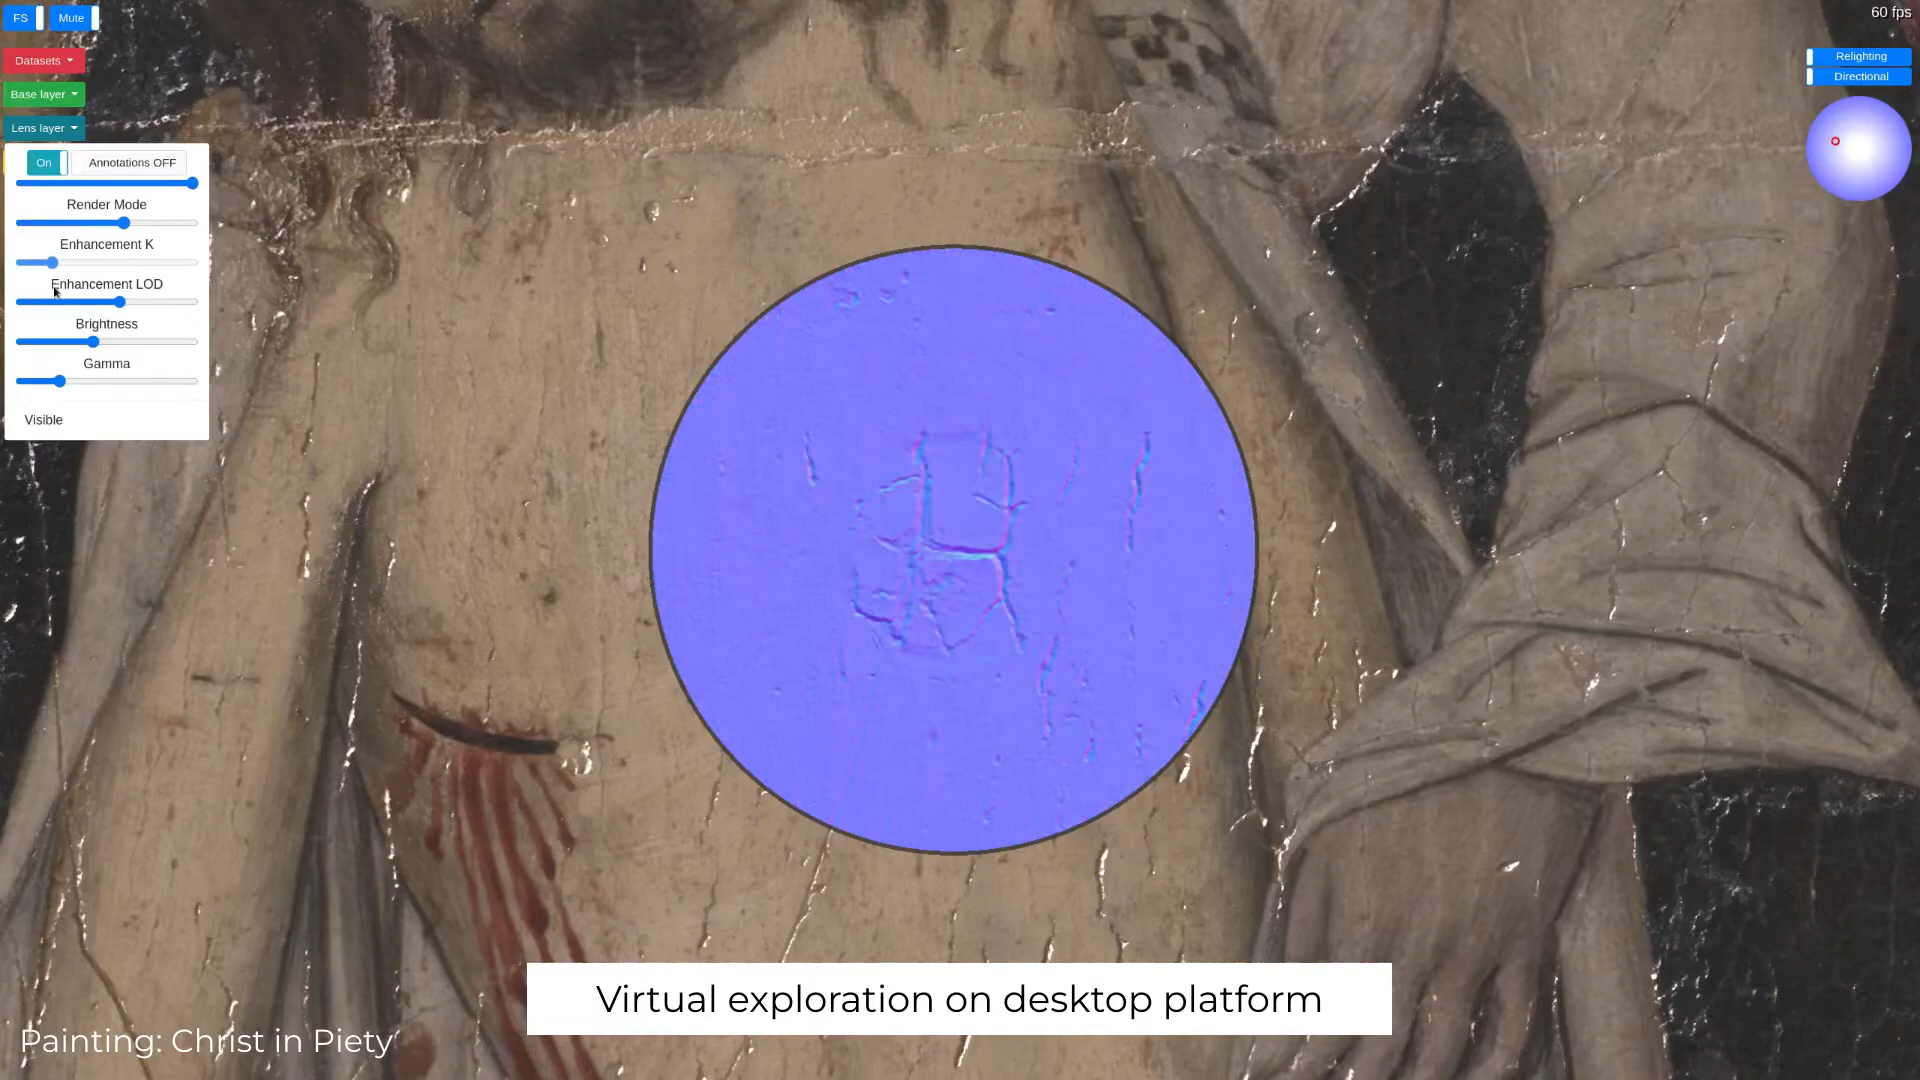 FS Mute
60 fps
Datasets
Base layer
Lens layer
Relighting
Directional
On Annotations OFF
Render Mode
Enhancement K
Enhancement LOD
Brightness
Gamma
Visible
Virtual exploration on desktop platform
Painting: Christ in Piety